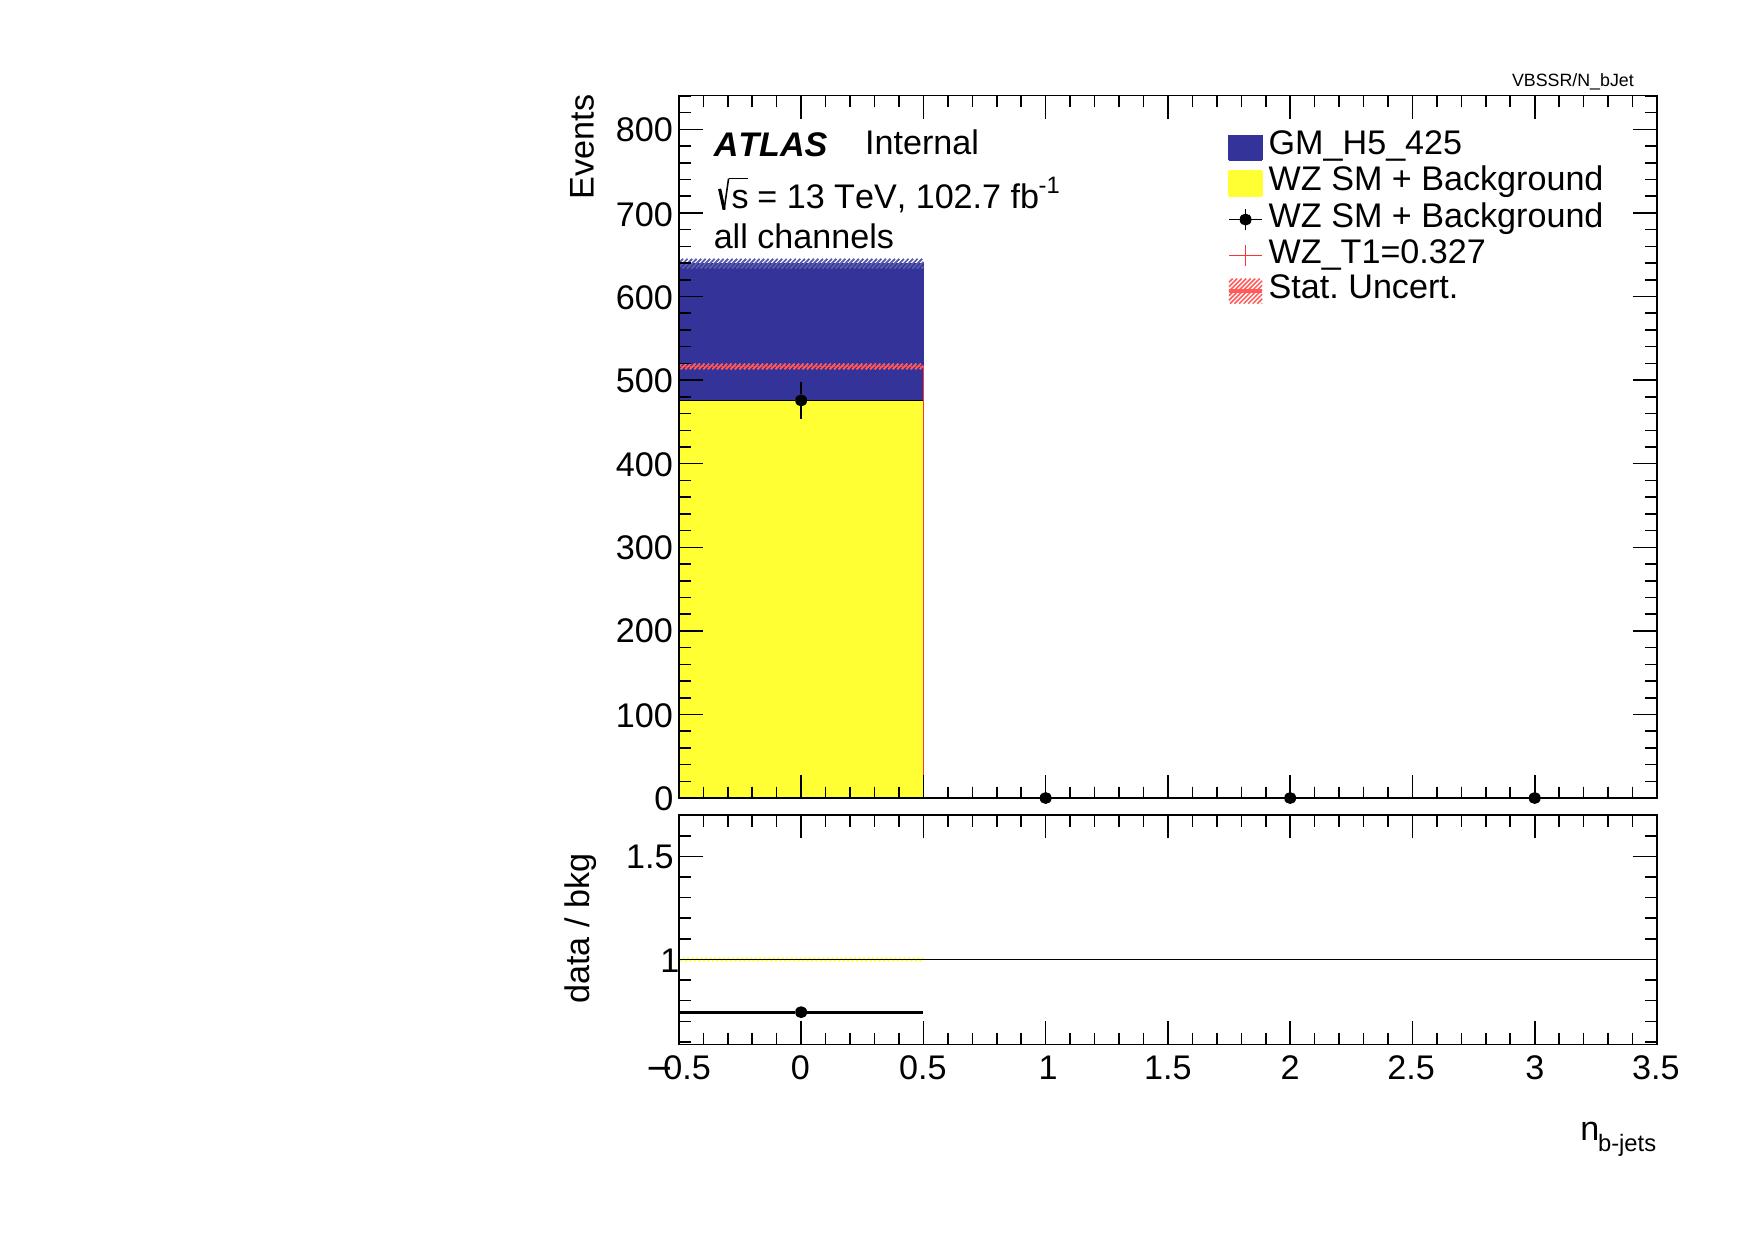 VBSSR/N_bJet
Events
800
700
600
500
400
300
200
100
0
ATLAS Internal
√s = 13 TeV, 102.7 fb-1
all channels
GM_H5_425
WZ SM + Background
WZ SM + Background
WZ_T1=0.327
Stat. Uncert.
data / bkg
1.5
1
−0.5 0 0.5 1 1.5 2 2.5 3 3.5
nb-jets